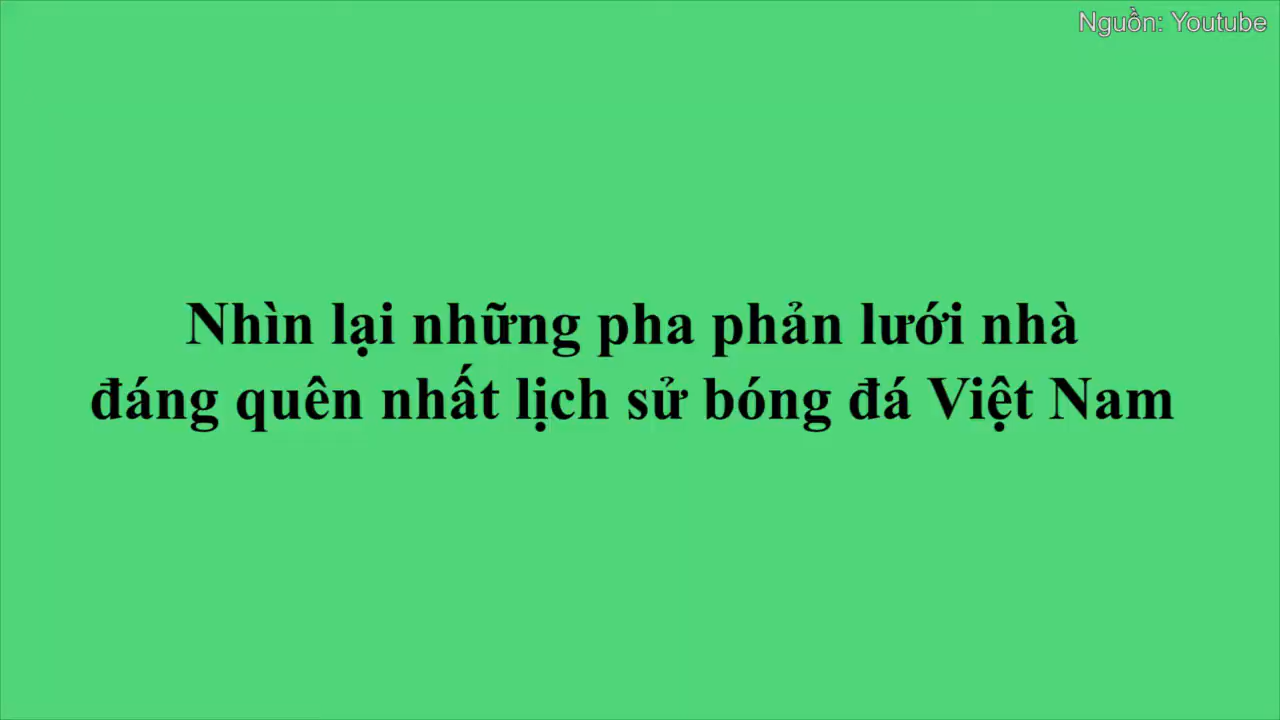 Nguồn: Youtube
Nhìn lại những pha phản lưới nhà
đáng quên nhất lịch sử bóng đá Việt Nam